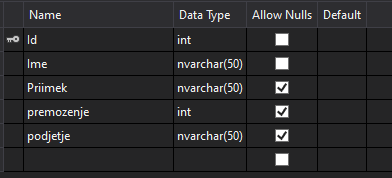 Name Data Type Allow Nulls Default
Id int
Ime nvarchar(50)
Priimek nvarchar(50)
premozenje int
podjetje nvarchar(50)